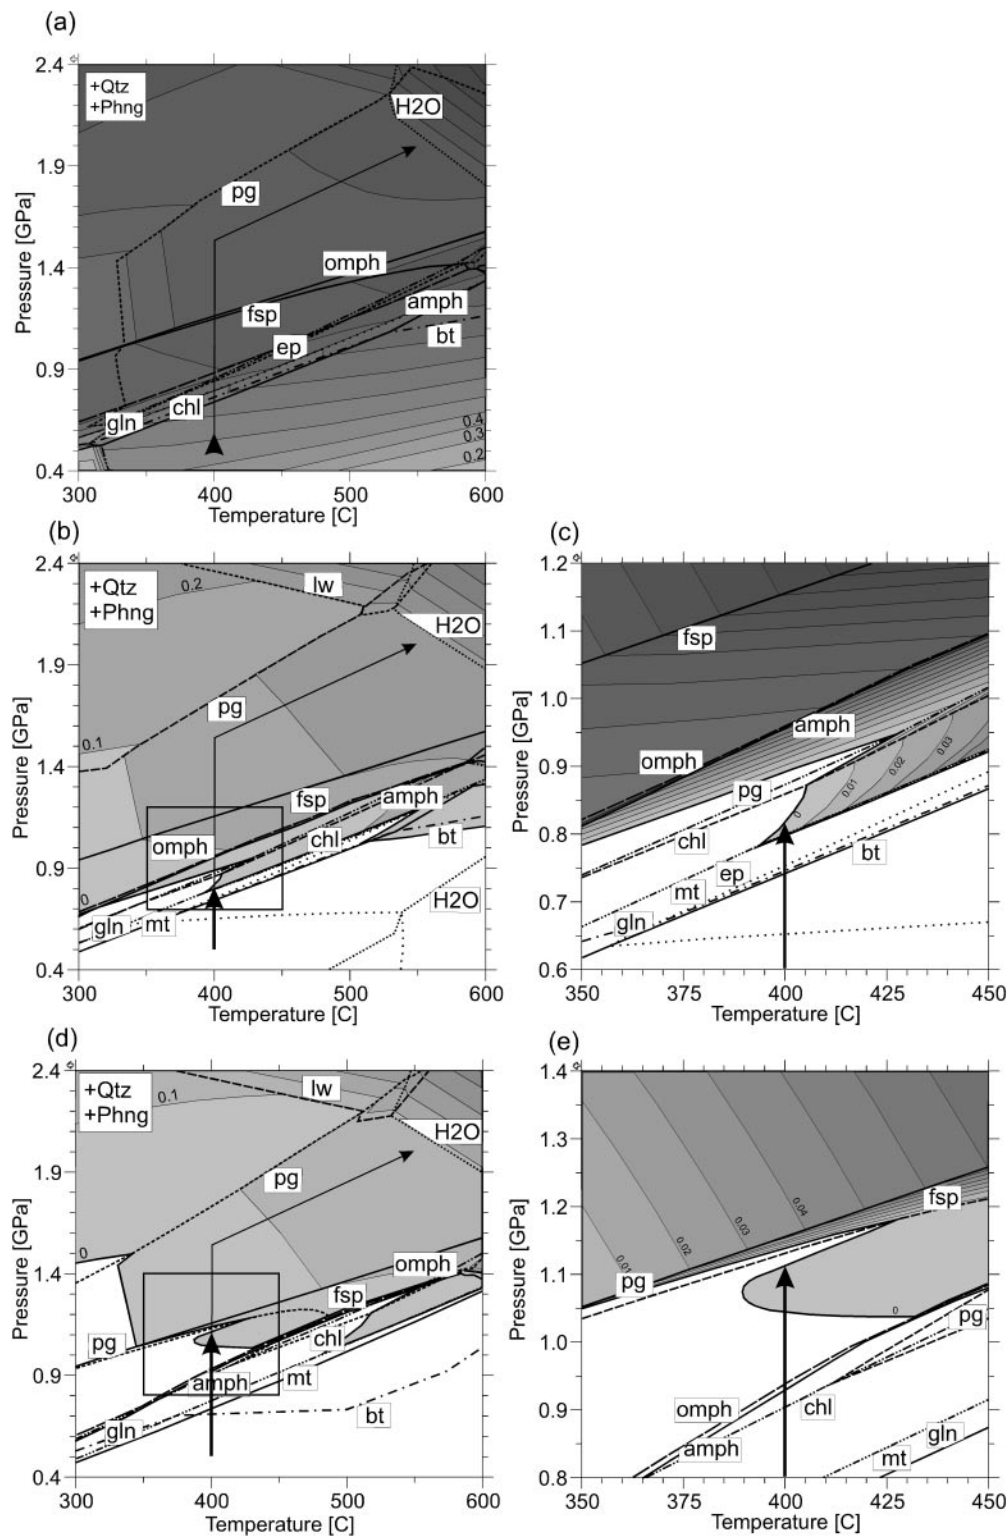 (a)
2.4
+Qtz
+Phng
H2O
1.9
pg
Pressure [GPa]
1.4
omph
fsp
amph
ep
bt
0.9
chl
gln
0.4
0.3
0.2
0.4
300 400 500 600
Temperature [C]
(b)
2.4
+Qtz
+Phng
0.2
lw
H2O
1.9
pg
Pressure [GPa]
0.1
1.4
fsp
amph
omph
chl
bt
0.9
0
H2O
gln
mt
0.4
300 400 500 600
Temperature [C]
(c)
1.2
1.1
fsp
Pressure [GPa]
1.0
amph
0.03
0.02
omph
0.01
0.9
pg
0
chl
0.8
bt
ep
mt
0.7
gln
0.6
350 375 400 425 450
Temperature [C]
(d)
2.4
+Qtz
+Phng
0.1
lw
H2O
1.9
pg
Pressure [GPa]
0
1.4
omph
fsp
pg
chl
0.9
amph
mt
bt
gln
0.4
300 400 500 600
Temperature [C]
(e)
1.4
1.3
Pressure [GPa]
0.04
0.03
0.02
0.01
1.2
fsp
pg
1.1
0
1.0
pg
omph
chl
0.9
amph
gln
mt
0.8
350 375 400 425 450
Temperature [C]